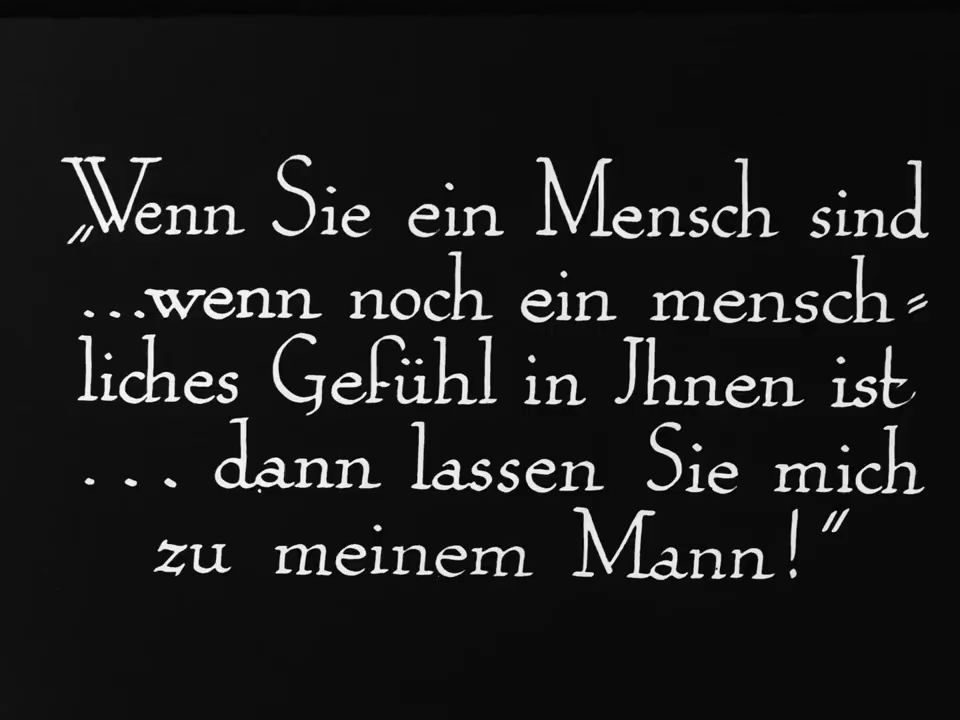 „Wenn Sie ein Mensch sind
...wenn noch ein mensch=
liches Gefühl in Jhnen ist
... dann lassen Sie mich
zu meinem Mann!"